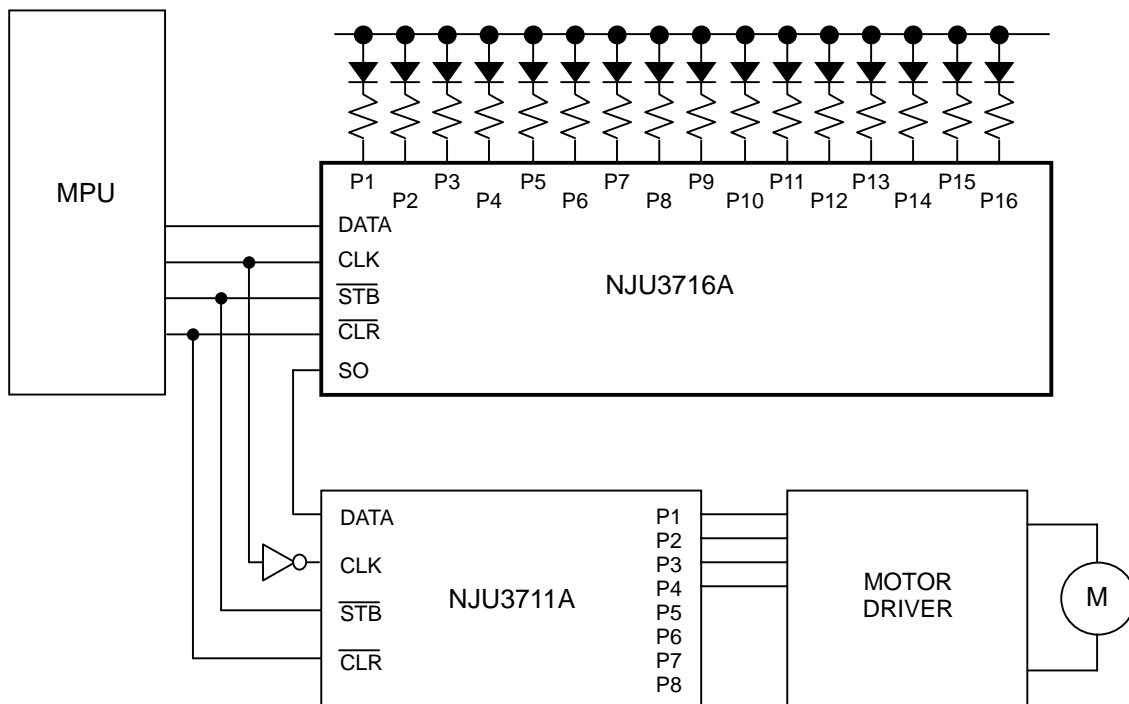 MPU
P1 P3 P5 P7 P9 P11 P13 P15
P2 P4 P6 P8 P10 P12 P14 P16
DATA
CLK
STB
CLR
SO
NJU3716A
DATA
CLK
STB
CLR
NJU3711A
P1
P2
P3
P4
P5
P6
P7
P8
MOTOR
DRIVER
M